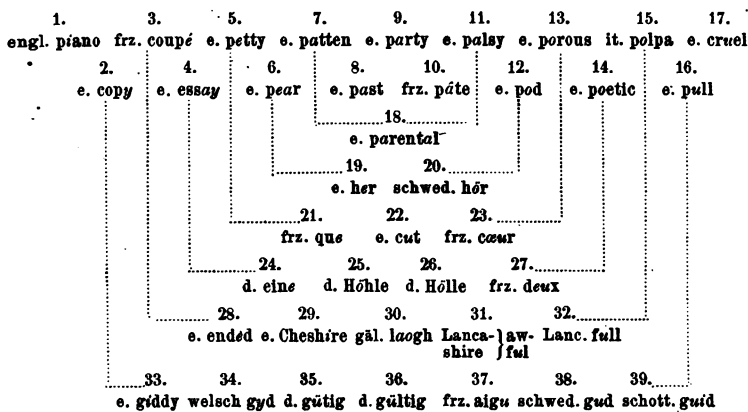 1. 3. 5. 7. 9. 11. 13. 15. 17.
engl. piano frz. coupé e. petty e. patten e. party e. palsy e. porous it. polpa e. cruel
2. 4. 6. 8. 10. 12. 14. 16.
e. copy e. essay e. pear e. past frz. pâte e. pod e. poetic e. pull
18.
e. parental
19. 20.
e. her schwed. hör
21. 22. 23.
frz. que e. cut frz. cœur
24. 25. 26. 27.
d. eine d. Höhle d. Hölle frz. deux
28. 29. 30. 31. 32.
e. ended e. Cheshire gäl. laogh Lanca- } aw- Lanc. full
shire } ful
33. 34. 35. 36. 37. 38. 39.
e. giddy welsch gyd d. gütig d. gültig frz. aigu schwed. gud schott. guid